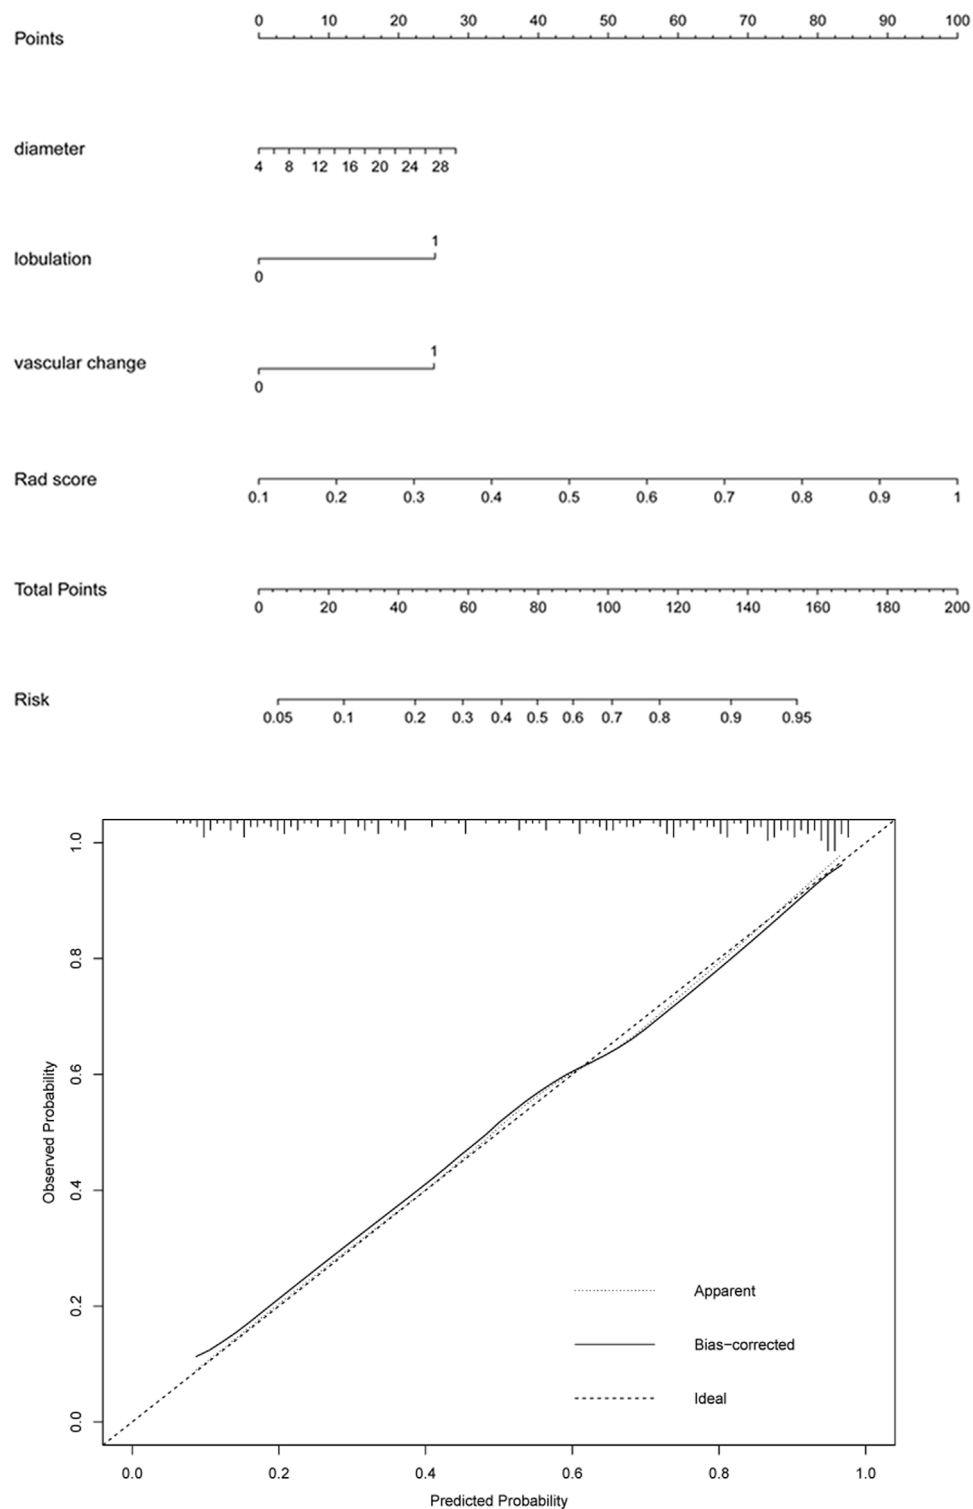 0 10 20 30 40 50 60 70 80 90 100
Points
diameter
4 8 12 16 20 24 28
1
lobulation
0
1
vascular change
0
Rad score
0.1 0.2 0.3 0.4 0.5 0.6 0.7 0.8 0.9 1
Total Points
0 20 40 60 80 100 120 140 160 180 200
Risk
0.05 0.1 0.2 0.3 0.4 0.5 0.6 0.7 0.8 0.9 0.95
1.0
0.8
0.6
Observed Probability
0.4
0.2
0.0
Apparent
Bias-corrected
Ideal
0.0 0.2 0.4 0.6 0.8 1.0
Predicted Probability